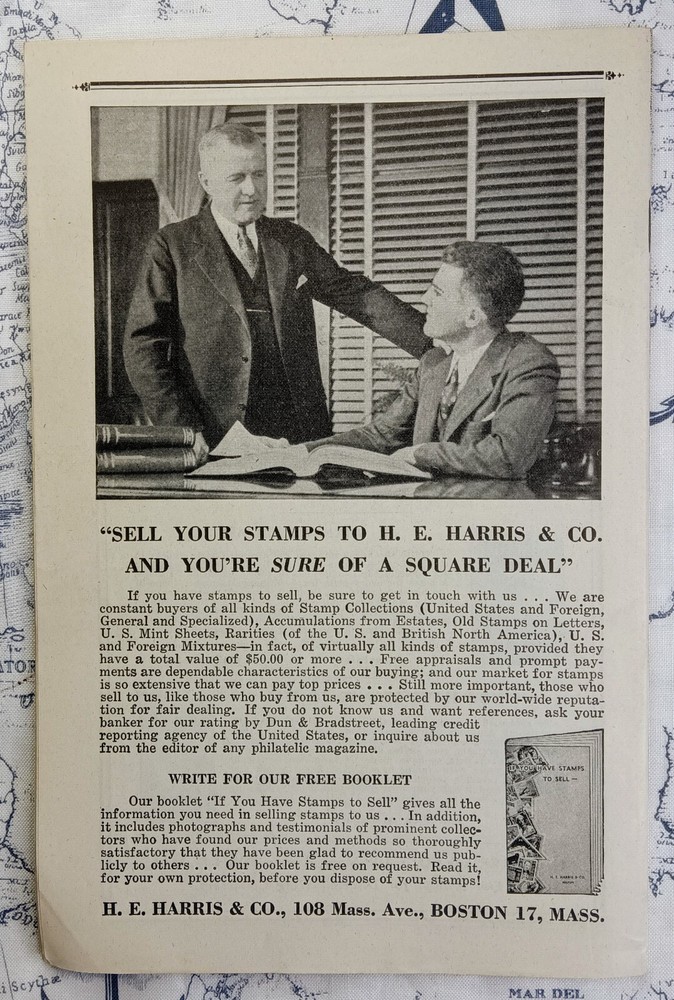 “SELL YOUR STAMPS TO H. E. HARRIS & CO.
AND YOU’RE SURE OF A SQUARE DEAL”
If you have stamps to sell, be sure to get in touch with us . . . We are
constant buyers of all kinds of Stamp Collections (United States and Foreign,
General and Specialized), Accumulations from Estates, Old Stamps on Letters,
U. S. Mint Sheets, Rarities (of the U. S. and British North America), U. S.
and Foreign Mixtures—in fact, of virtually all kinds of stamps, provided they
have a total value of $50.00 or more . . . Free appraisals and prompt pay-
ments are dependable characteristics of our buying; and our market for stamps
is so extensive that we can pay top prices . . . Still more important, those who
sell to us, like those who buy from us, are protected by our world-wide reputa-
tion for fair dealing. If you do not know us and want references, ask your
banker for our rating by Dun & Bradstreet, leading credit
reporting agency of the United States, or inquire about us
from the editor of any philatelic magazine.
WRITE FOR OUR FREE BOOKLET
Our booklet “If You Have Stamps to Sell” gives all the
information you need in selling stamps to us . . . In addition,
it includes photographs and testimonials of prominent collec-
tors who have found our prices and methods so thoroughly
satisfactory that they have been glad to recommend us pub-
licly to others . . . Our booklet is free on request. Read it,
for your own protection, before you dispose of your stamps!
IF YOU HAVE STAMPS
TO SELL—
H. E. HARRIS & CO.
H. E. HARRIS & CO., 108 Mass. Ave., BOSTON 17, MASS.
MAR DEL